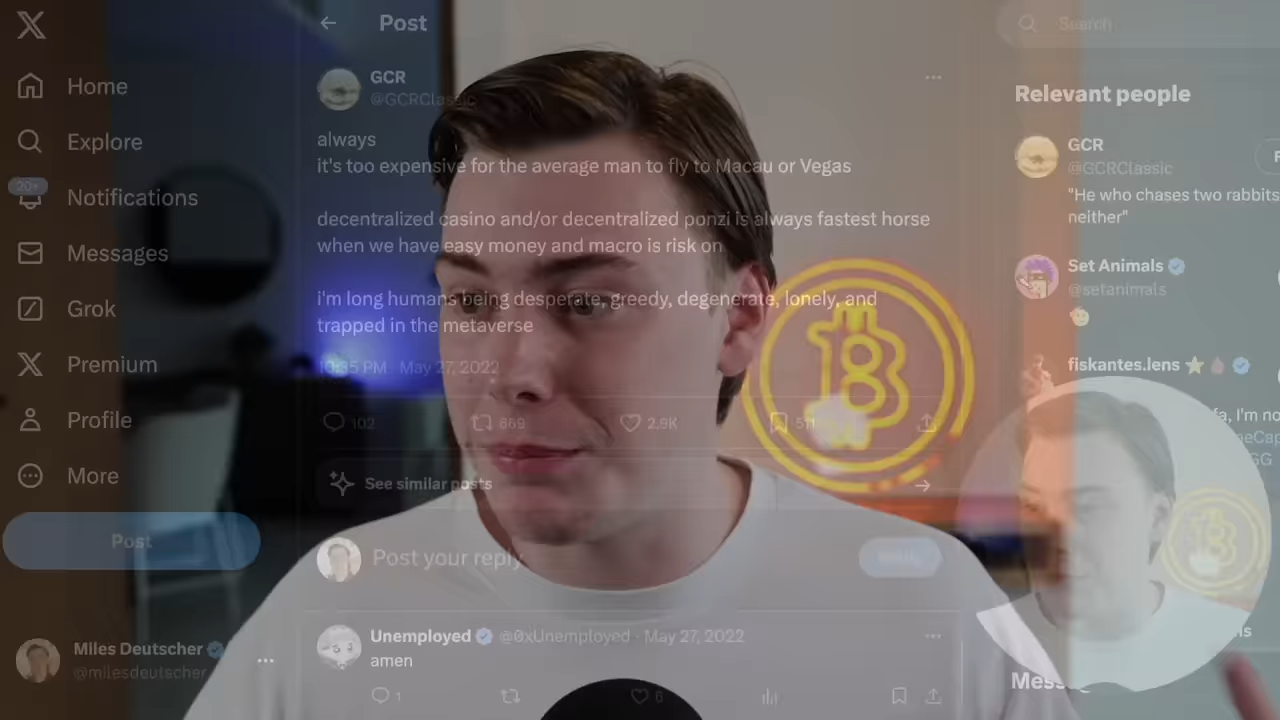 Post
Search
GCR
@GCRClassic
always
it's too expensive for the average man to fly to Macau or Vegas
decentralized casino and/or decentralized ponzi is always fastest horse
when we have easy money and macro is risk on
i'm long humans being desperate, greedy, degenerate, lonely, and
trapped in the metaverse
10:35 PM · May 27, 2022
102
669
2.9K
See similar posts
Post your reply
Unemployed @0xUnemployed · May 27, 2022
amen
1
6
Home
Explore
20+
Notifications
Messages
Grok
Premium
Profile
More
Post
Miles Deutscher
@milesdeutscher
Relevant people
GCR
@GCRClassic
"He who chases two rabbits
neither"
Set Animals
@setanimals
fiskantes.lens
I'm no